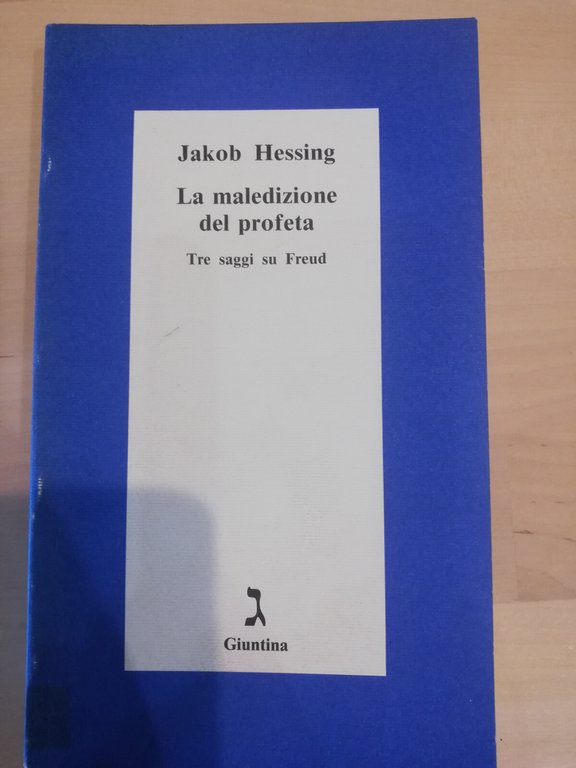 Jakob Hessing
La maledizione
del profeta
Tre saggi su Freud
ג
Giuntina